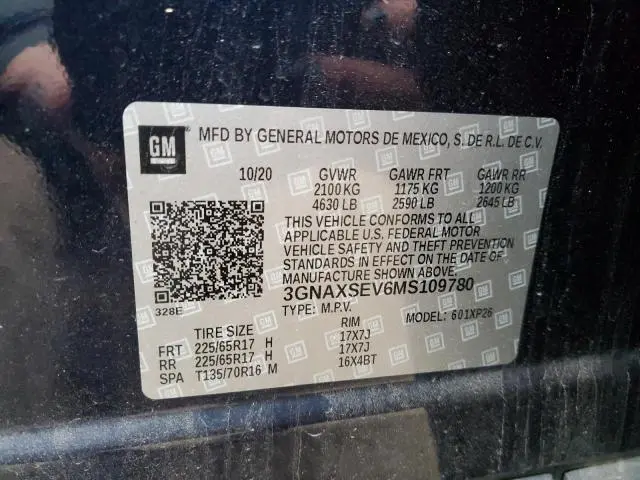 GM MFD BY GENERAL MOTORS DE MEXICO, S. DE R.L. DE C.V.
10/20 GVWR GAWR FRT GAWR RR
2100 KG 1175 KG 1200 KG
4630 LB 2590 LB 2645 LB
THIS VEHICLE CONFORMS TO ALL
APPLICABLE U.S. FEDERAL MOTOR
VEHICLE SAFETY AND THEFT PREVENTION
STANDARDS IN EFFECT ON THE DATE OF
MANUFACTURE SHOWN ABOVE.
3GNAXSEV6MS109780
328E TYPE: M.P.V. MODEL: 601XP26
TIRE SIZE RIM
FRT 225/65R17 H 17X7J
RR 225/65R17 H 17X7J
SPA T135/70R16 M 16X4BT